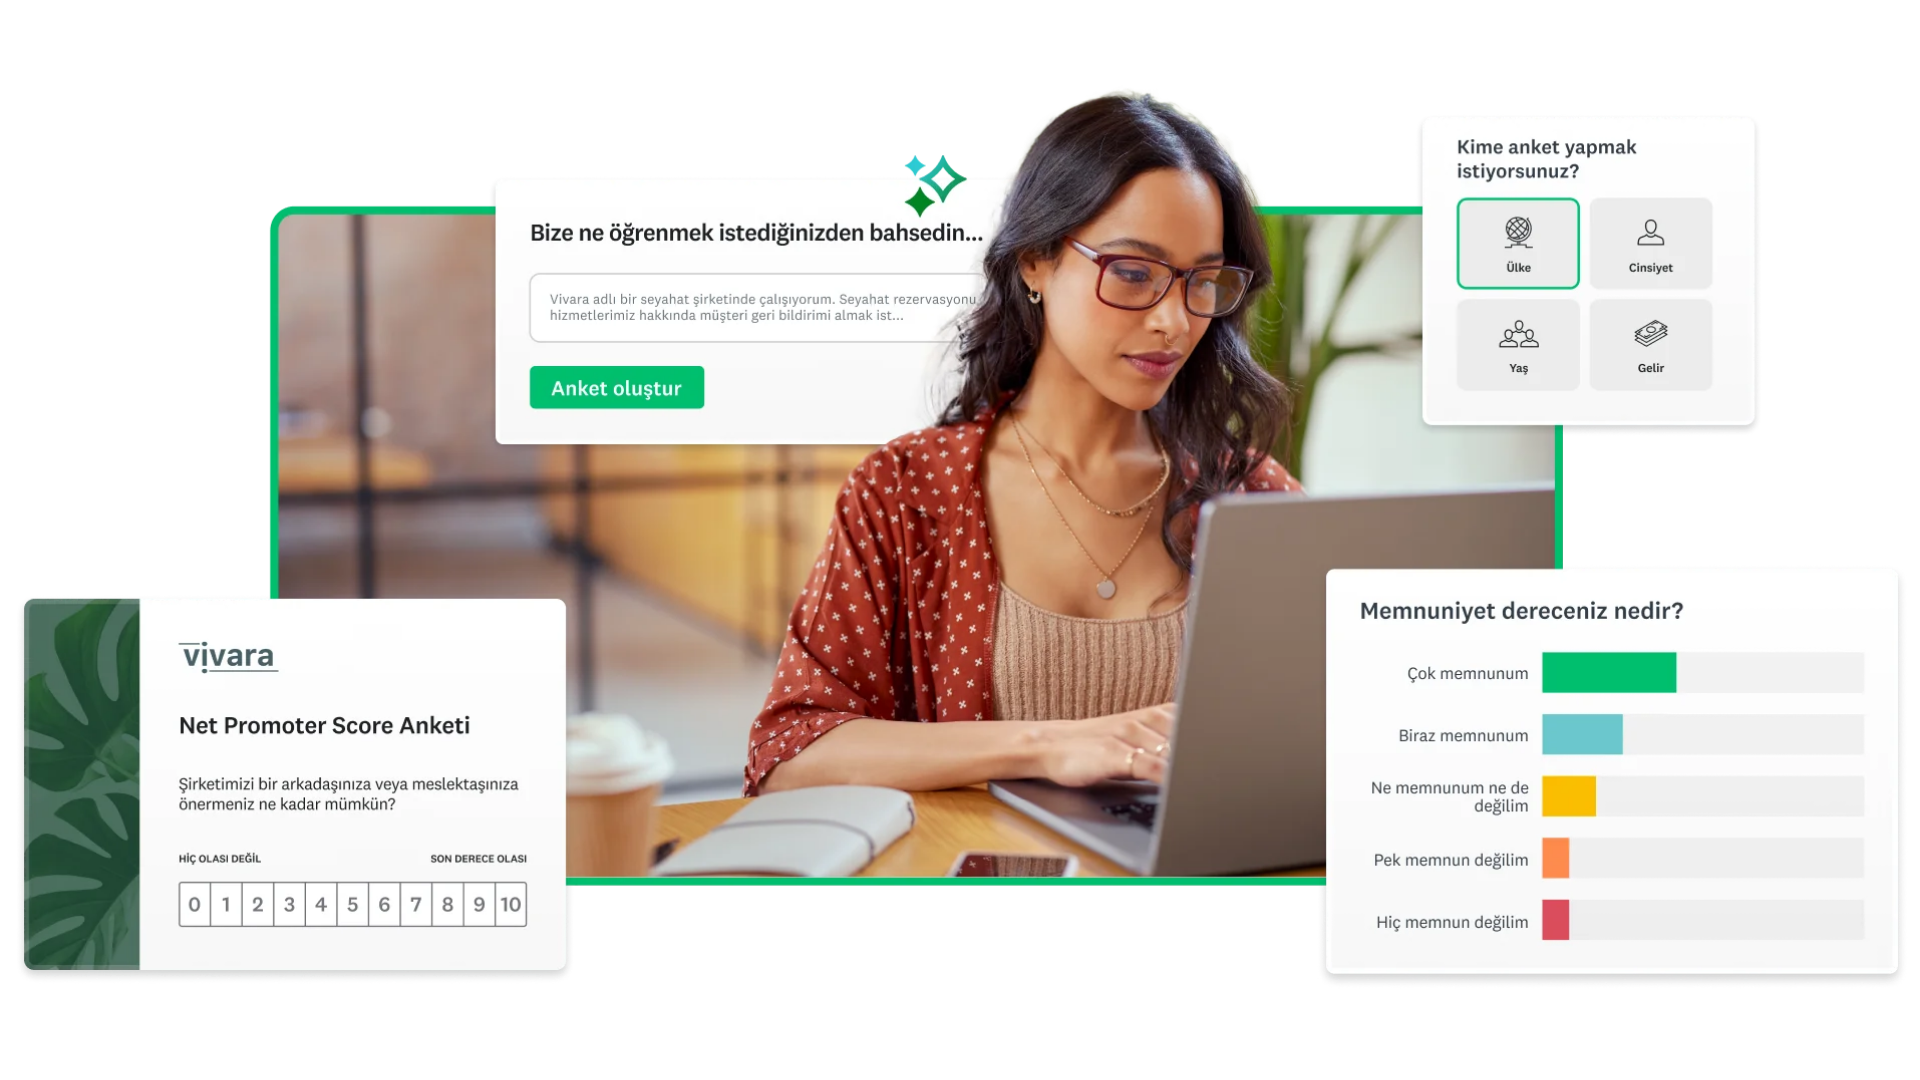 Bize ne öğrenmek istediğinizden bahsedin...
Vivara adlı bir seyahat şirketinde çalışıyorum. Seyahat rezervasyonu
hizmetlerimiz hakkında müşteri geri bildirimi almak ist...
Anket oluştur
Kime anket yapmak
istiyorsunuz?
Ülke
Cinsiyet
Yaş
Gelir
vivara
Net Promoter Score Anketi
Şirketimizi bir arkadaşınıza veya meslektaşınıza
önermeniz ne kadar mümkün?
HİÇ OLASI DEĞİL
SON DERECE OLASI
0 1 2 3 4 5 6 7 8 9 10
Memnuniyet dereceniz nedir?
Çok memnunum
Biraz memnunum
Ne memnunum ne de
değilim
Pek memnun değilim
Hiç memnun değilim